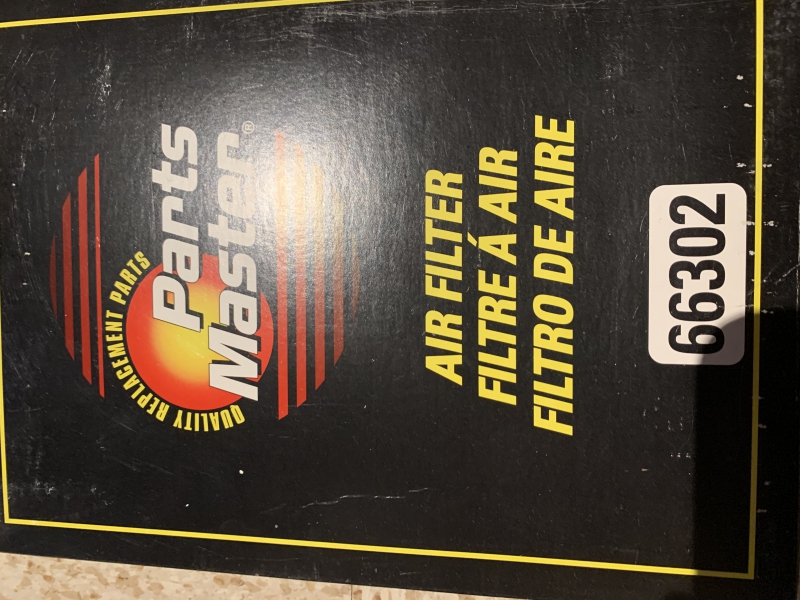 QUALITY REPLACEMENT PARTS
Parts
Master®
AIR FILTER
FILTRE Á AIR
FILTRO DE AIRE
66302